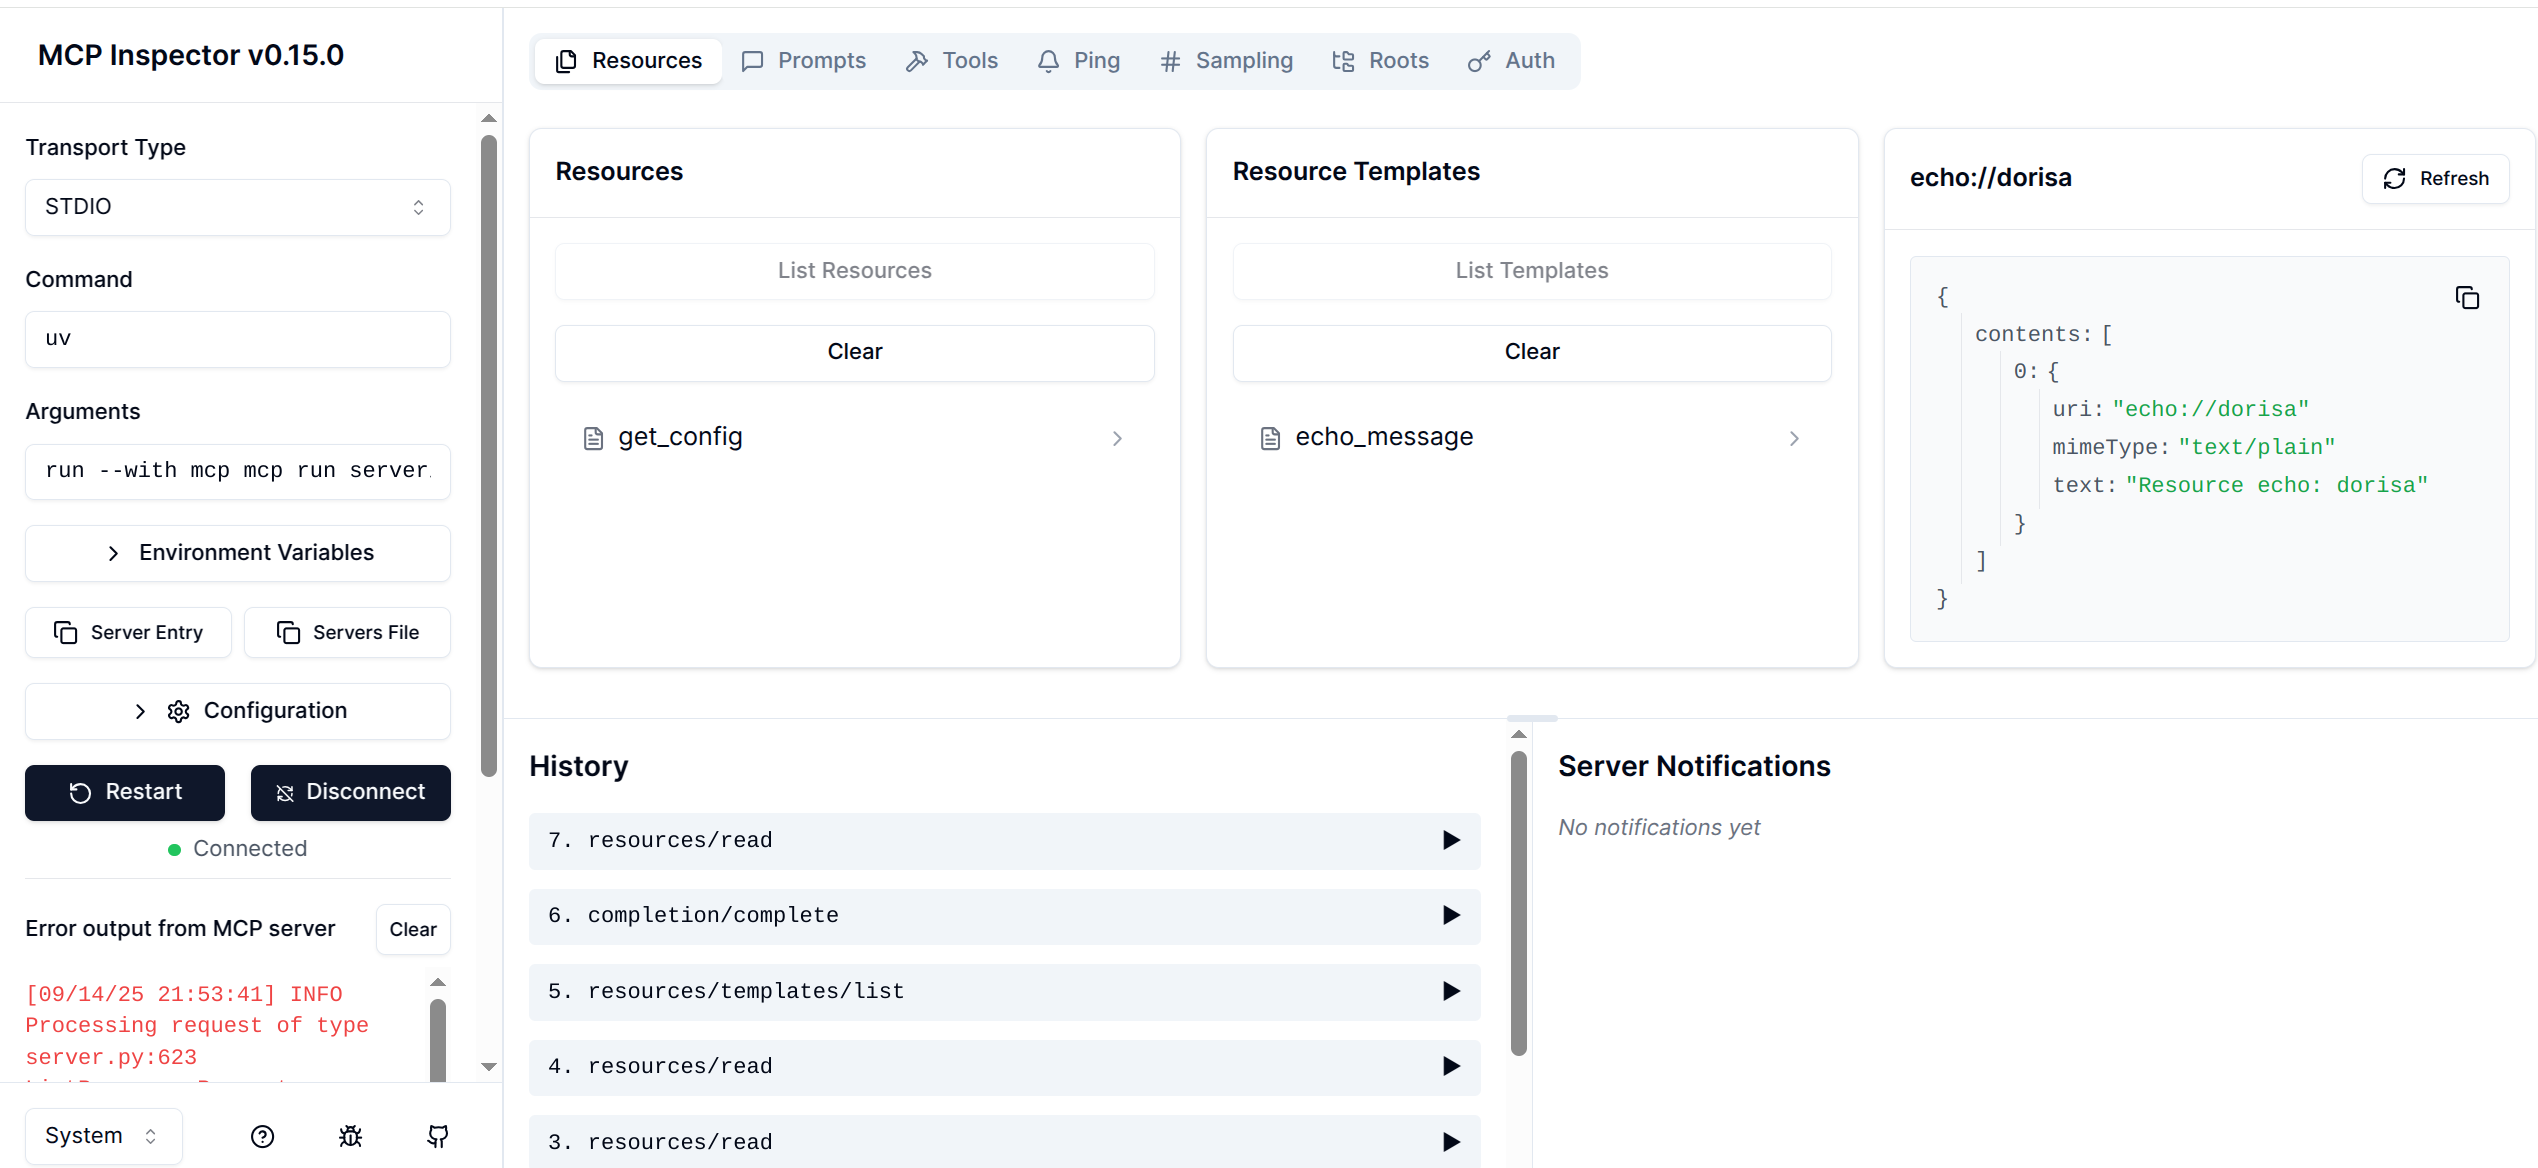 MCP Inspector v0.15.0
Transport Type
STDIO
Command
uv
Arguments
run --with mcp mcp run server.
Environment Variables
Server Entry
Servers File
Configuration
Restart
Disconnect
Connected
Error output from MCP server
Clear
[09/14/25 21:53:41] INFO
Processing request of type
server.py:623
System
Resources
Prompts
Tools
Ping
Sampling
Roots
Auth
Resources
List Resources
Clear
get_config
Resource Templates
List Templates
Clear
echo_message
echo://dorisa
Refresh
{
contents: [
0: {
uri: "echo://dorisa"
mimeType: "text/plain"
text: "Resource echo: dorisa"
}
]
}
History
7. resources/read
6. completion/complete
5. resources/templates/list
4. resources/read
3. resources/read
Server Notifications
No notifications yet